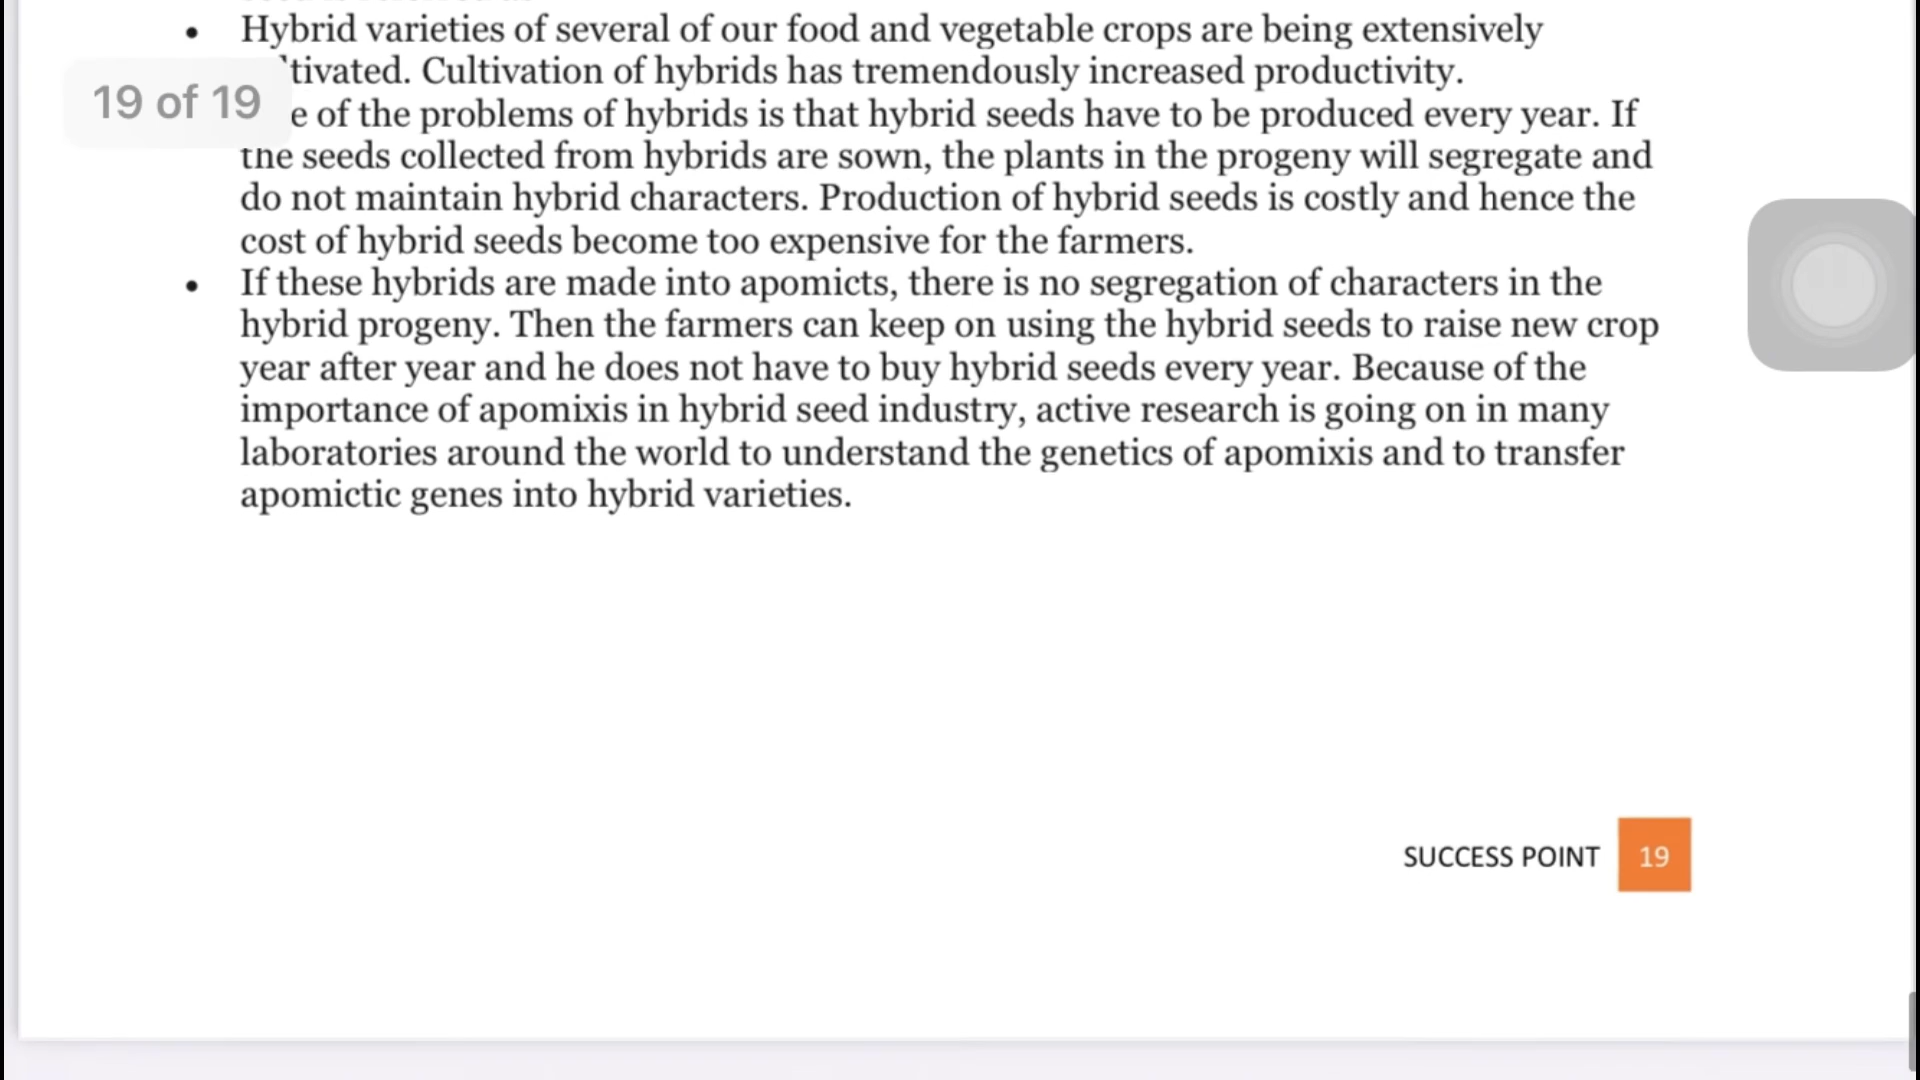 Hybrid varieties of several of our food and vegetable crops are being extensively
tivated. Cultivation of hybrids has tremendously increased productivity.
19 of 19
e of the problems of hybrids is that hybrid seeds have to be produced every year. If
the seeds collected from hybrids are sown, the plants in the progeny will segregate and
do not maintain hybrid characters. Production of hybrid seeds is costly and hence the
cost of hybrid seeds become too expensive for the farmers.
If these hybrids are made into apomicts, there is no segregation of characters in the
hybrid progeny. Then the farmers can keep on using the hybrid seeds to raise new crop
year after year and he does not have to buy hybrid seeds every year. Because of the
importance of apomixis in hybrid seed industry, active research is going on in many
laboratories around the world to understand the genetics of apomixis and to transfer
apomictic genes into hybrid varieties.
SUCCESS POINT 19